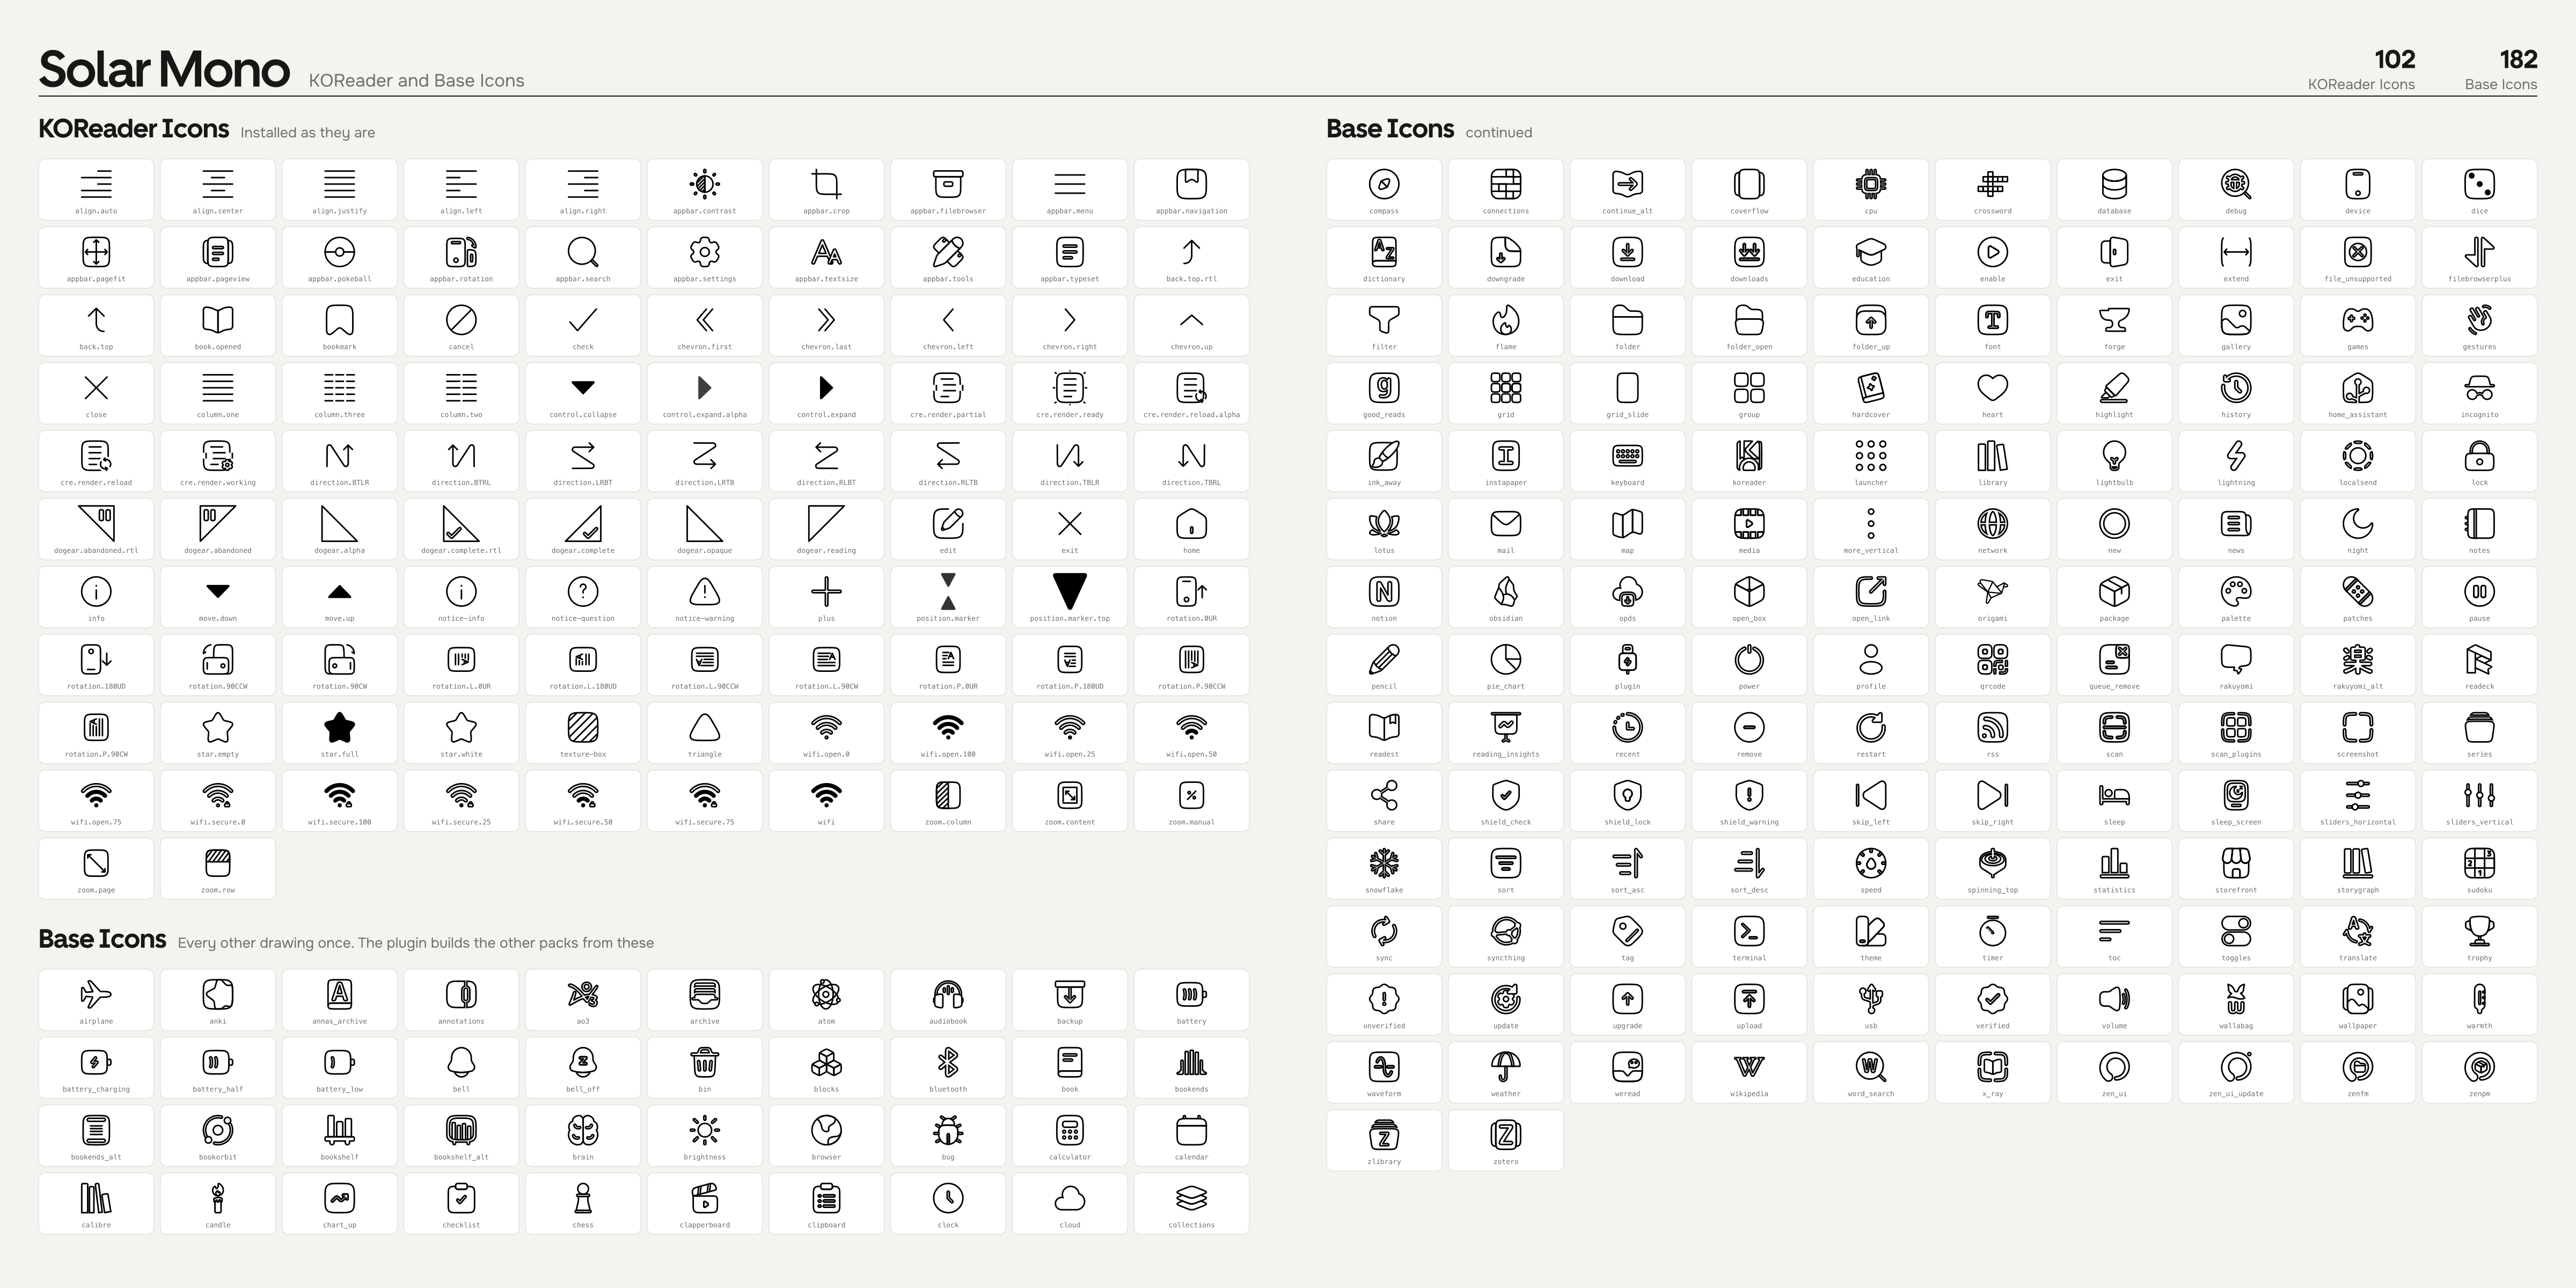 Solar Mono KOReader and Base Icons
102 182
KOReader Icons Base Icons
KOReader Icons Installed as they are
align.auto align.center align.justify align.left align.right appbar.contrast appbar.crop appbar.filebrowser appbar.menu appbar.navigation
appbar.pagefit appbar.pageview appbar.pokeball appbar.rotation appbar.search appbar.settings appbar.textsize appbar.tools appbar.typeset back.top.rtl
back.top book.opened bookmark cancel check chevron.first chevron.last chevron.left chevron.right chevron.up
close column.one column.three column.two control.collapse control.expand.alpha control.expand cre.render.partial cre.render.ready cre.render.reload.alpha
cre.render.reload cre.render.working direction.BTLR direction.BTRL direction.LRBT direction.LRTB direction.RLBT direction.RLTB direction.TBLR direction.TBRL
dogear.abandoned.rtl dogear.abandoned dogear.alpha dogear.complete.rtl dogear.complete dogear.opaque dogear.reading edit exit home
info move.down move.up notice-info notice-question notice-warning plus position.marker position.marker.top rotation.0UR
rotation.180UD rotation.90CCW rotation.90CW rotation.L.0UR rotation.L.180UD rotation.L.90CCW rotation.L.90CW rotation.P.0UR rotation.P.180UD rotation.P.90CCW
rotation.P.90CW star.empty star.full star.white texture-box triangle wifi.open.0 wifi.open.100 wifi.open.25 wifi.open.50
wifi.open.75 wifi.secure.0 wifi.secure.100 wifi.secure.25 wifi.secure.50 wifi.secure.75 wifi zoom.column zoom.content zoom.manual
zoom.page zoom.row
Base Icons Every other drawing once. The plugin builds the other packs from these
airplane anki annas_archive annotations ao3 archive atom audiobook backup battery
battery_charging battery_half battery_low bell bell_off bin blocks bluetooth book bookends
bookends_alt bookorbit bookshelf bookshelf_alt brain brightness browser bug calculator calendar
calibre candle chart_up checklist chess clapperboard clipboard clock cloud collections
Base Icons continued
compass connections continue_alt coverflow cpu crossword database debug device dice
dictionary downgrade download downloads education enable exit extend file_unsupported filebrowserplus
filter flame folder folder_open folder_up font forge gallery games gestures
good_reads grid grid_slide group hardcover heart highlight history home_assistant incognito
ink_away instapaper keyboard koreader launcher library lightbulb lightning localsend lock
lotus mail map media more_vertical network new news night notes
notion obsidian opds open_box open_link origami package palette patches pause
pencil pie_chart plugin power profile qrcode queue_remove rakuyomi rakuyomi_alt readeck
readest reading_insights recent remove restart rss scan scan_plugins screenshot series
share shield_check shield_lock shield_warning skip_left skip_right sleep sleep_screen sliders_horizontal sliders_vertical
snowflake sort sort_asc sort_desc speed spinning_top statistics storefront storygraph sudoku
sync syncthing tag terminal theme timer toc toggles translate trophy
unverified update upgrade upload usb verified volume wallabag wallpaper warmth
waveform weather weread wikipedia word_search x_ray zen_ui zen_ui_update zenfm zenpm
zlibrary zotero